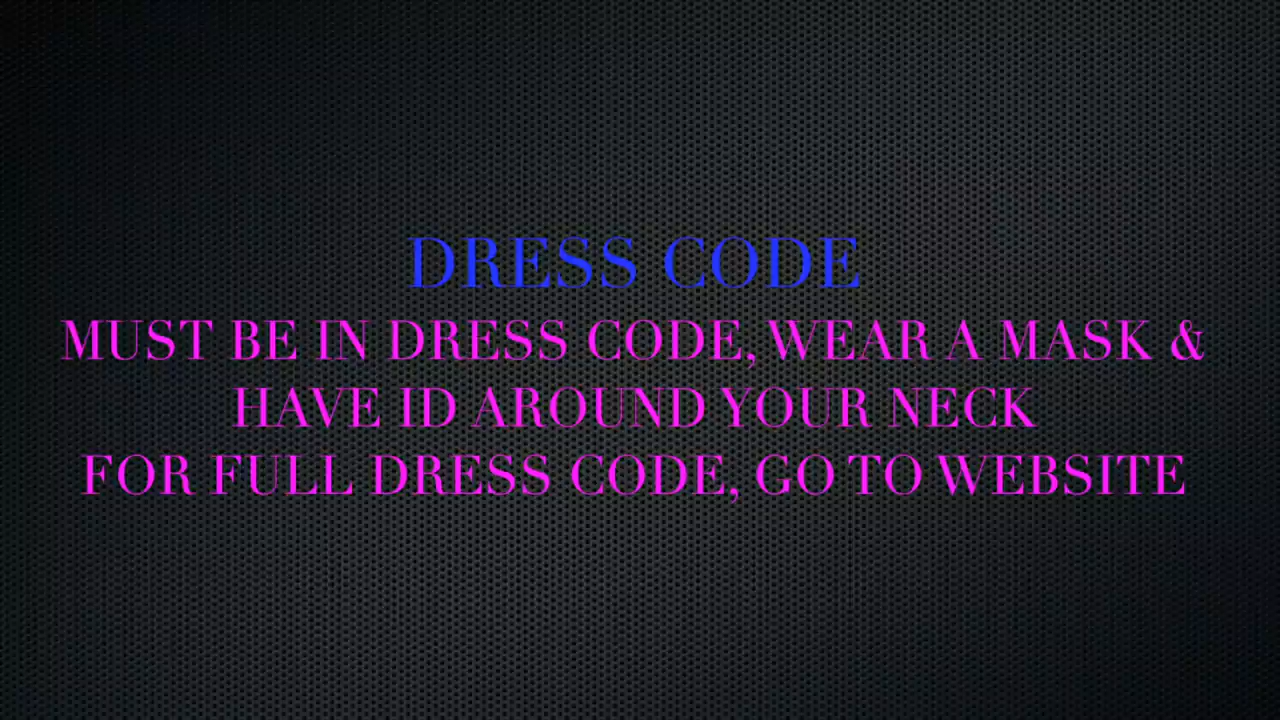 DRESS CODE
MUST BE IN DRESS CODE, WEAR A MASK &
HAVE ID AROUND YOUR NECK
FOR FULL DRESS CODE, GO TO WEBSITE